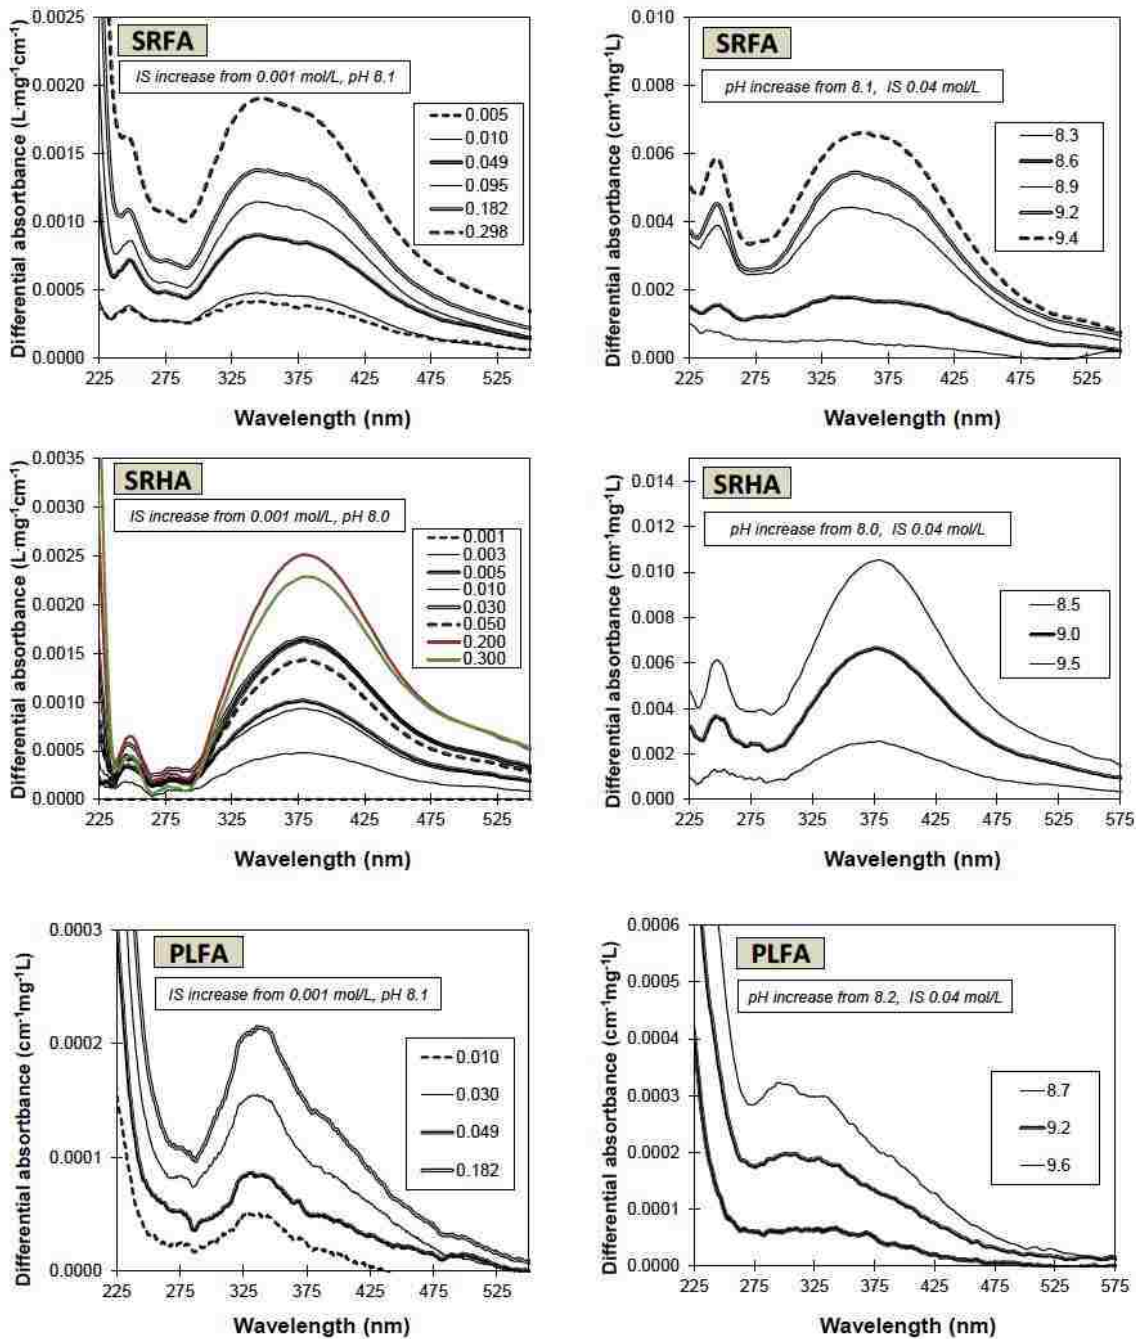 SRFA
IS increase from 0.001 mol/L, pH 8.1
Differential absorbance (L·mg⁻¹cm⁻¹)
0.0025
0.0020
0.0015
0.0010
0.0005
0.0000
0.005
0.010
0.049
0.095
0.182
0.298
225 275 325 375 425 475 525
Wavelength (nm)
SRFA
pH increase from 8.1, IS 0.04 mol/L
Differential absorbance (cm⁻¹mg⁻¹L)
0.010
0.008
0.006
0.004
0.002
0.000
8.3
8.6
8.9
9.2
9.4
225 275 325 375 425 475 525
Wavelength (nm)
SRHA
IS increase from 0.001 mol/L, pH 8.0
Differential absorbance (L·mg⁻¹cm⁻¹)
0.0035
0.0030
0.0025
0.0020
0.0015
0.0010
0.0005
0.0000
0.001
0.003
0.005
0.010
0.030
0.050
0.200
0.300
225 275 325 375 425 475 525
Wavelength (nm)
SRHA
pH increase from 8.0, IS 0.04 mol/L
Differential absorbance (cm⁻¹mg⁻¹L)
0.014
0.012
0.010
0.008
0.006
0.004
0.002
0.000
8.5
9.0
9.5
225 275 325 375 425 475 525 575
Wavelength (nm)
PLFA
IS increase from 0.001 mol/L, pH 8.1
Differential absorbance (cm⁻¹mg⁻¹L)
0.0003
0.0002
0.0001
0.0000
0.010
0.030
0.049
0.182
225 275 325 375 425 475 525
Wavelength (nm)
PLFA
pH increase from 8.2, IS 0.04 mol/L
Differential absorbance (cm⁻¹mg⁻¹L)
0.0006
0.0005
0.0004
0.0003
0.0002
0.0001
0.0000
8.7
9.2
9.6
225 275 325 375 425 475 525 575
Wavelength (nm)